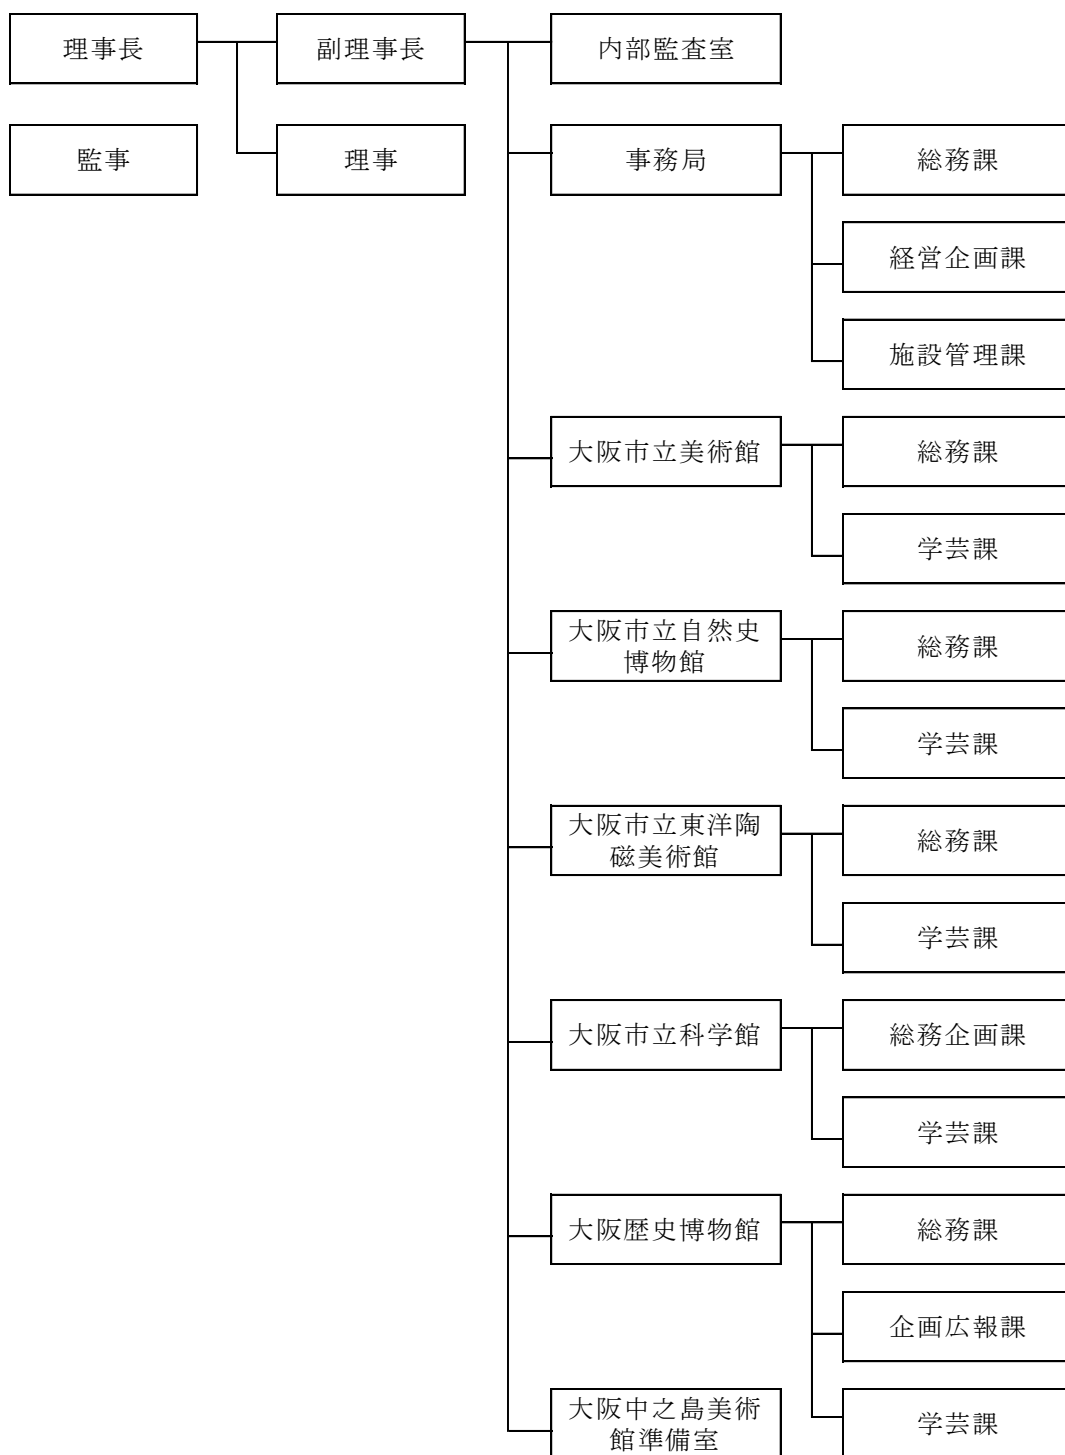 理事長
副理事長
内部監査室
監事
理事
事務局
総務課
経営企画課
施設管理課
大阪市立美術館
総務課
学芸課
大阪市立自然史
博物館
総務課
学芸課
大阪市立東洋陶
磁美術館
総務課
学芸課
大阪市立科学館
総務企画課
学芸課
大阪歴史博物館
総務課
企画広報課
大阪中之島美術
館準備室
学芸課